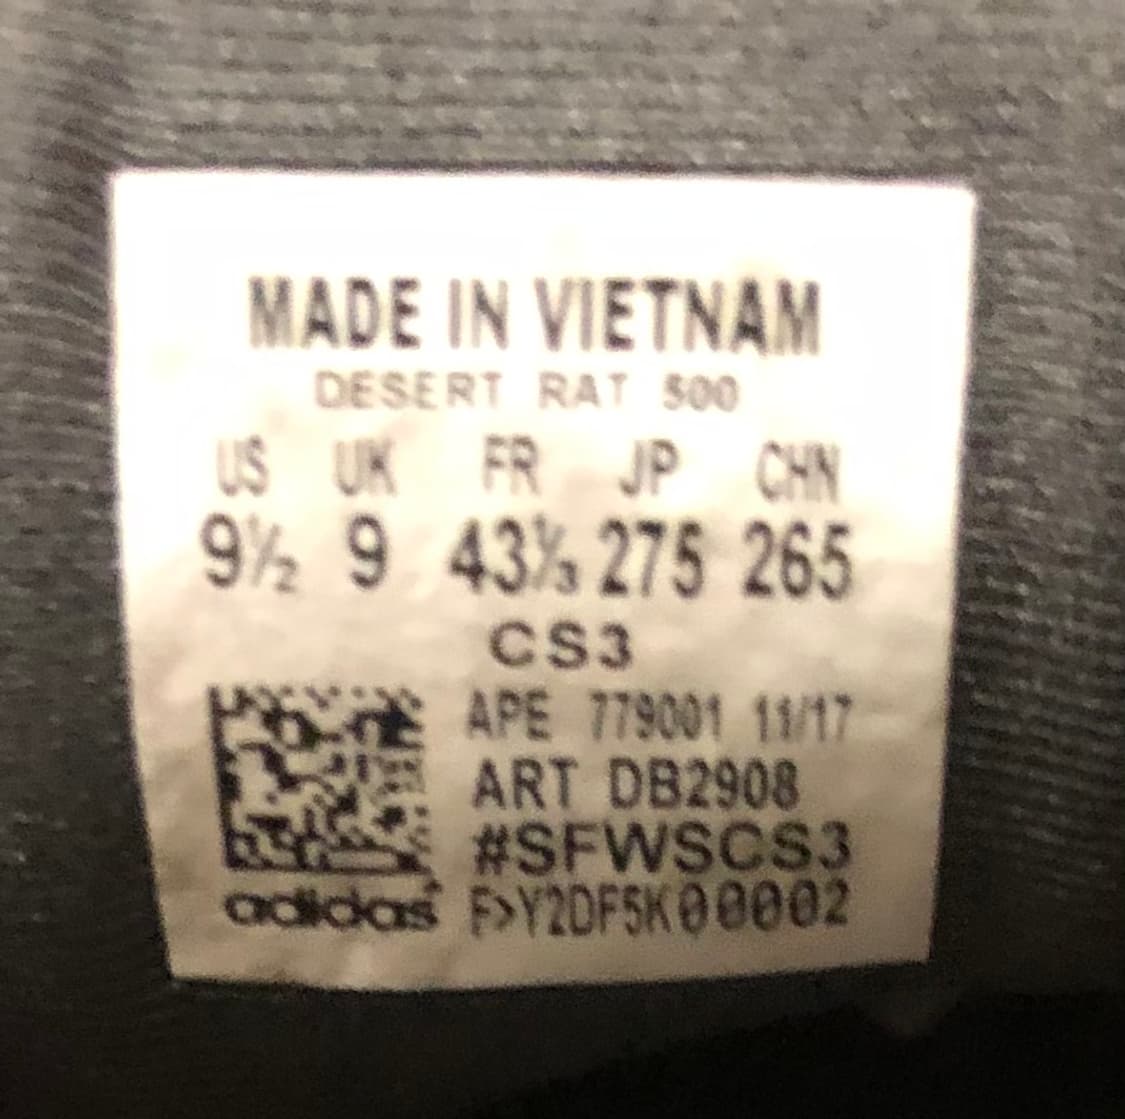 MADE IN VIETNAM
DESERT RAT 500
US UK FR JP CHN
9½ 9 43⅓ 275 265
CS3
APE 779001 11/17
ART DB2908
#SFWSCS3
adidas F>Y2DF5K00002